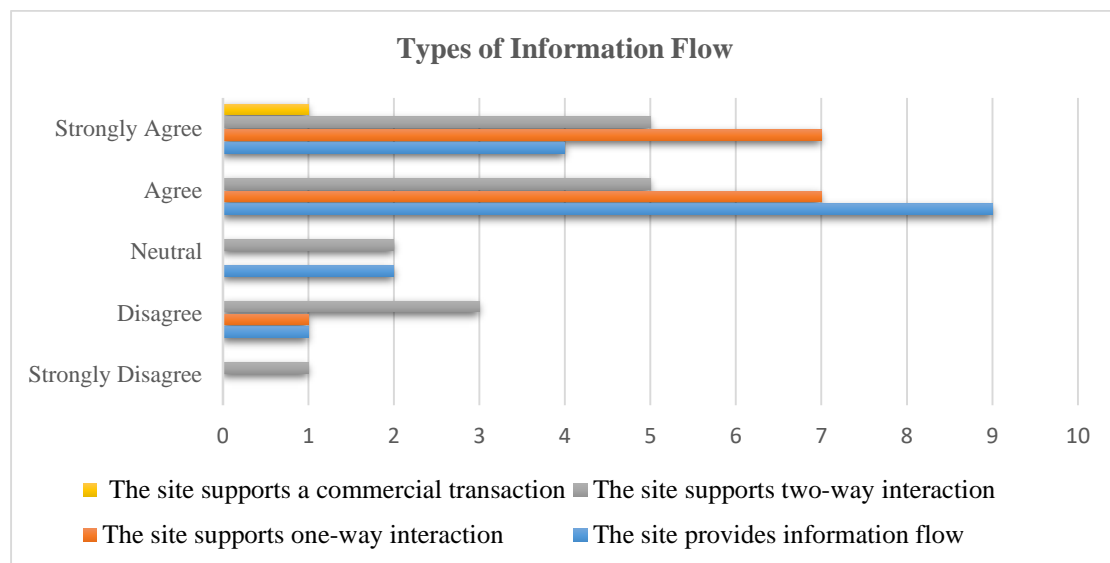 Types of Information Flow
Strongly Agree
Agree
Neutral
Disagree
Strongly Disagree
0 1 2 3 4 5 6 7 8 9 10
The site supports a commercial transaction The site supports two-way interaction
The site supports one-way interaction The site provides information flow